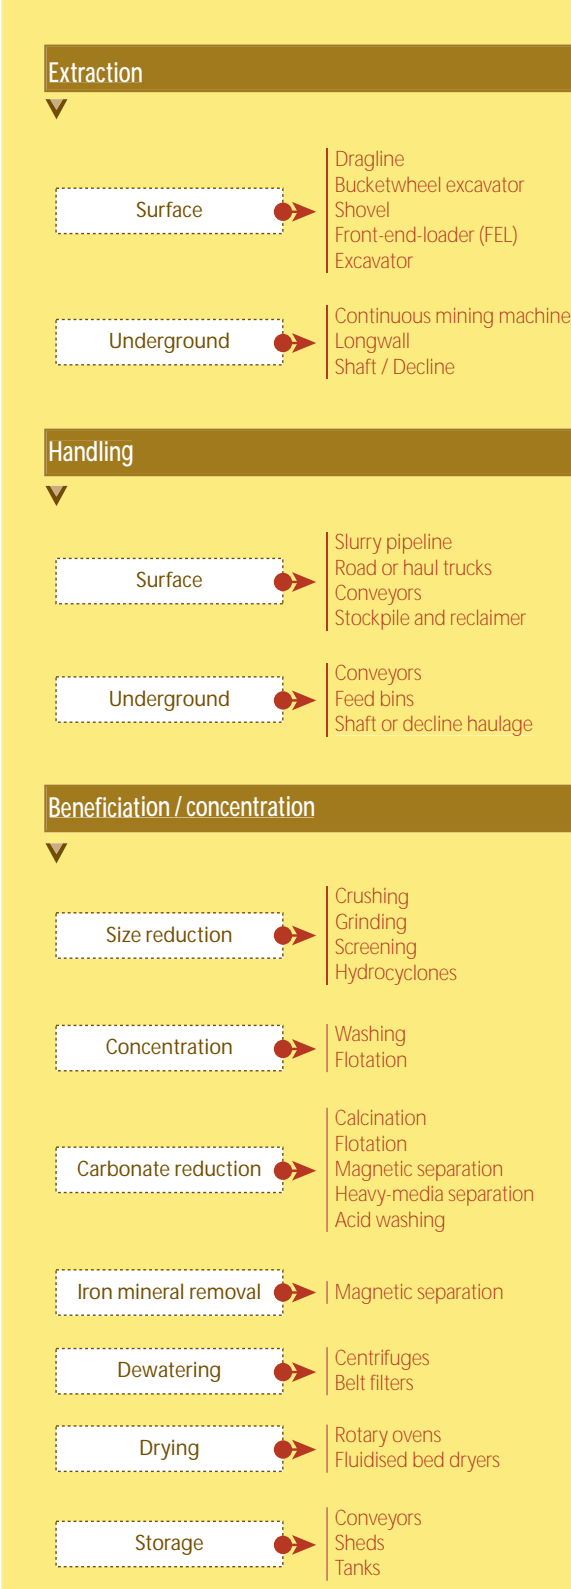 Extraction
Surface
Dragline
Bucketwheel excavator
Shovel
Front-end-loader (FEL)
Excavator
Underground
Continuous mining machine
Longwall
Shaft / Decline
Handling
Surface
Slurry pipeline
Road or haul trucks
Conveyors
Stockpile and reclaimer
Underground
Conveyors
Feed bins
Shaft or decline haulage
Beneficiation / concentration
Size reduction
Crushing
Grinding
Screening
Hydrocyclones
Concentration
Washing
Flotation
Carbonate reduction
Calcination
Flotation
Magnetic separation
Heavy-media separation
Acid washing
Iron mineral removal
Magnetic separation
Dewatering
Centrifuges
Belt filters
Drying
Rotary ovens
Fluidised bed dryers
Storage
Conveyors
Sheds
Tanks